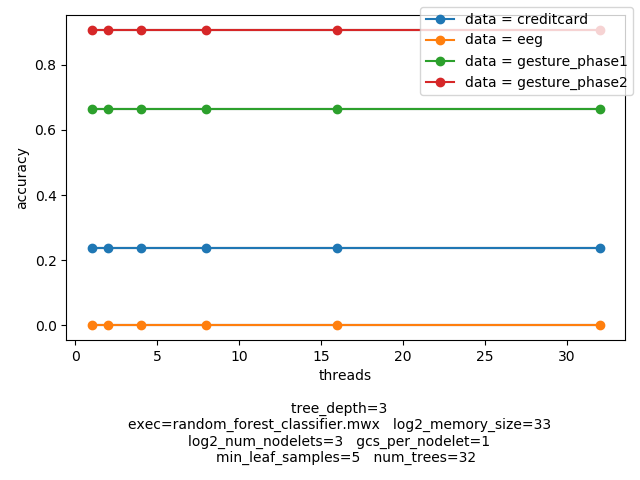 data = creditcard
data = eeg
data = gesture_phase1
data = gesture_phase2
accuracy
0.8
0.6
0.4
0.2
0.0
0 5 10 15 20 25 30
threads
tree_depth=3
exec=random_forest_classifier.mwx log2_memory_size=33
log2_num_nodelets=3 gcs_per_nodelet=1
min_leaf_samples=5 num_trees=32